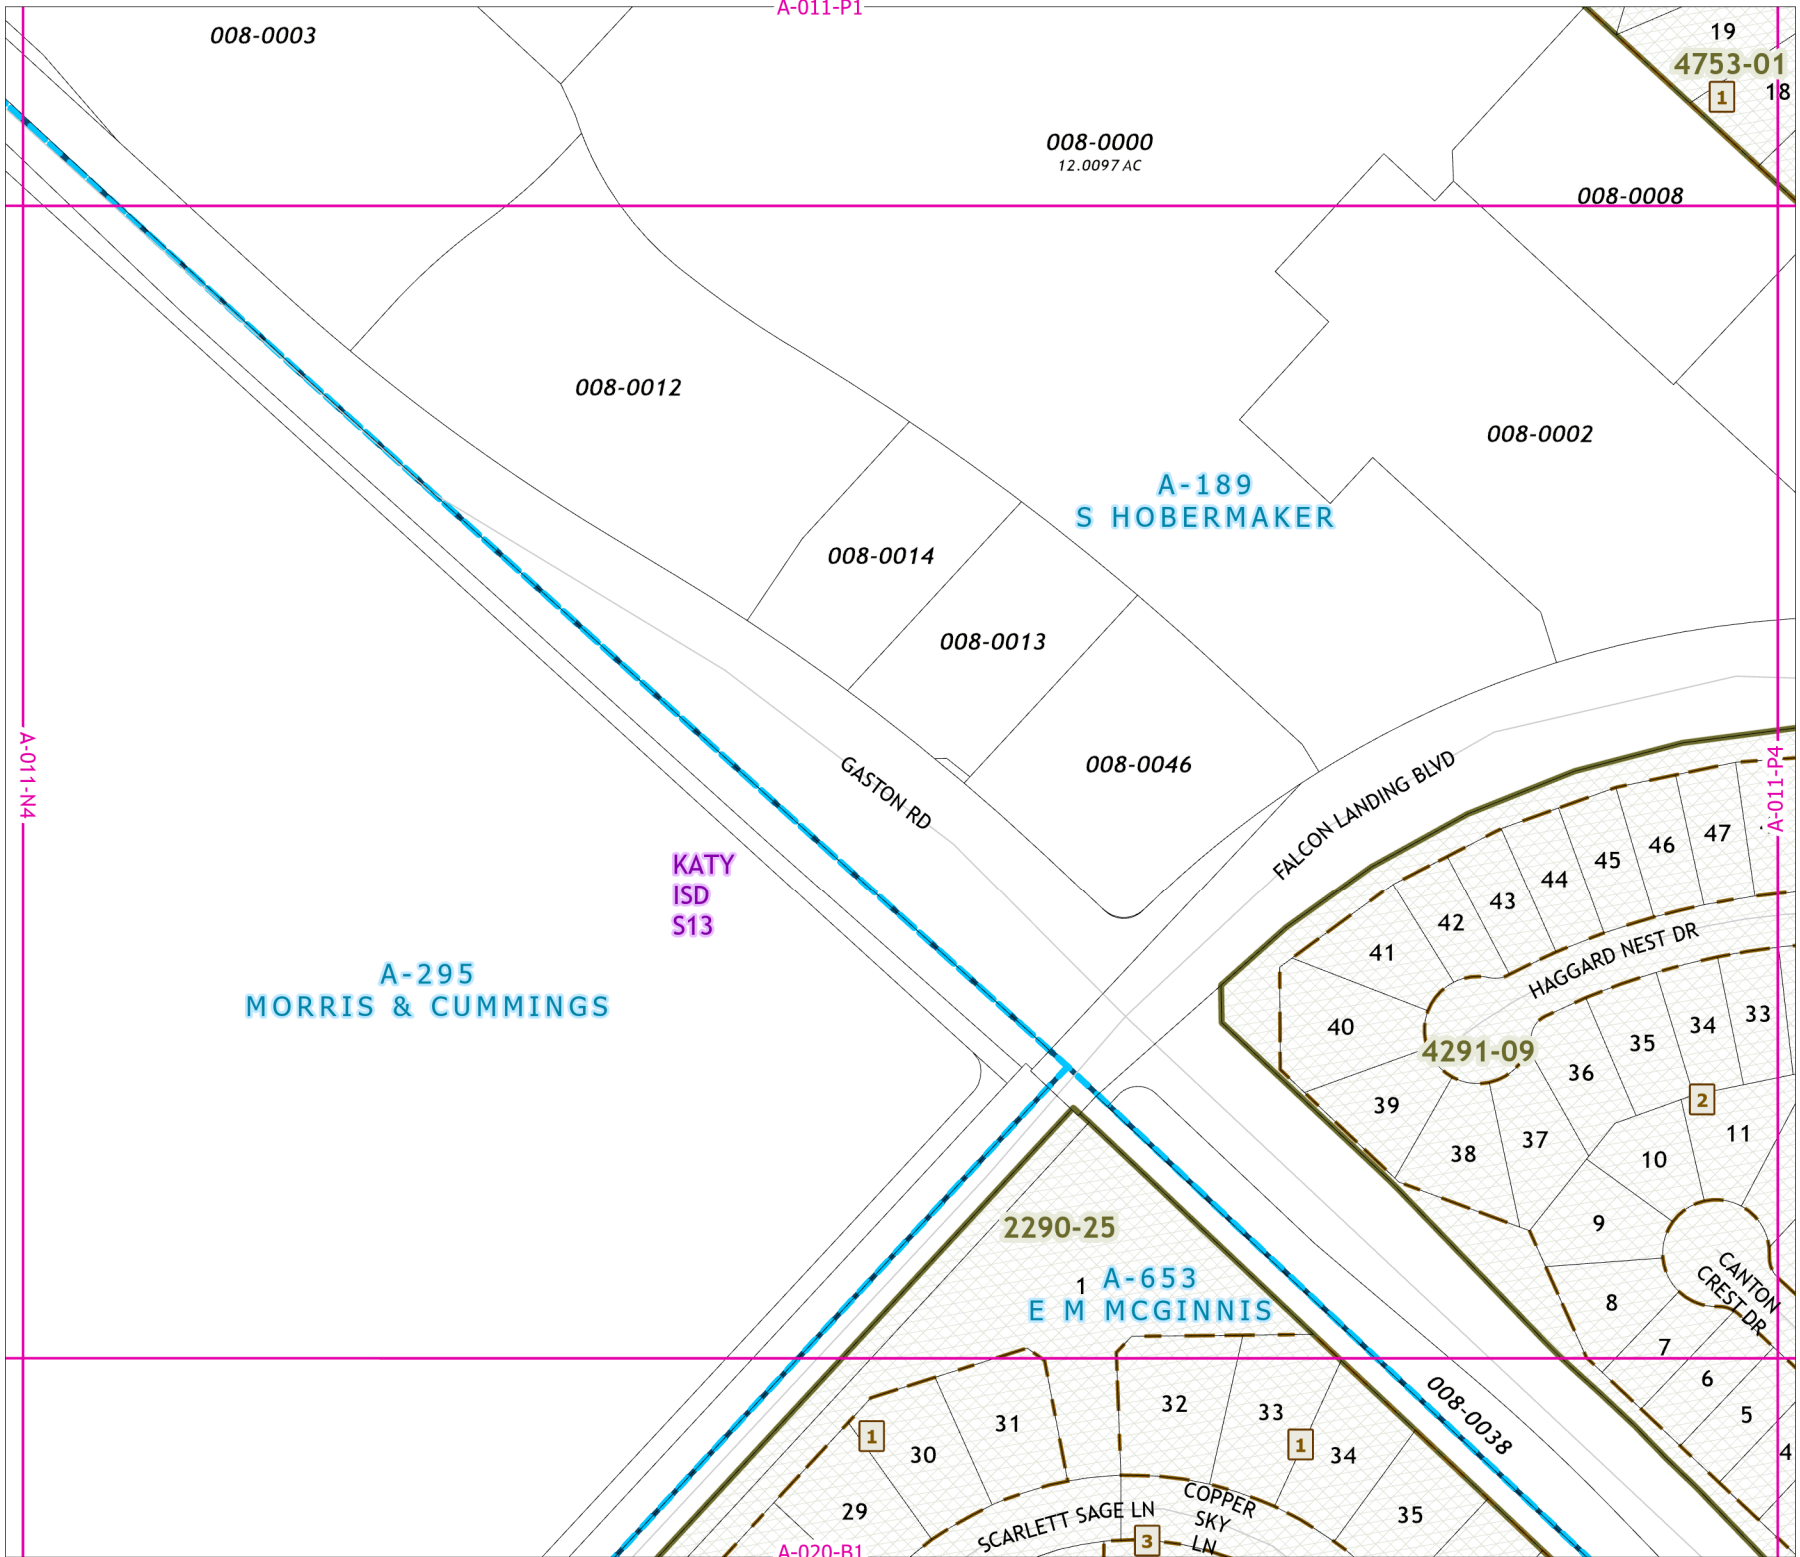 A-011-P1
008-0003
19
4753-01
1
18
008-0000
12.0097 AC
008-0008
008-0012
008-0002
A-189
S HOBERMAKER
008-0014
008-0013
008-0046
GASTON RD
FALCON LANDING BLVD
A-011-N4
A-011-P4
KATY
ISD
S13
A-295
MORRIS & CUMMINGS
47
46
45
44
43
42
41
40
HAGGARD NEST DR
4291-09
33
34
35
36
2
39
38
37
11
10
9
8
CANTON
CREST DR
7
6
5
4
2290-25
1
A-653
E M MCGINNIS
008-0038
32
33
1
34
35
31
1
30
29
SCARLETT SAGE LN
COPPER
SKY
LN
3
A-020-B1